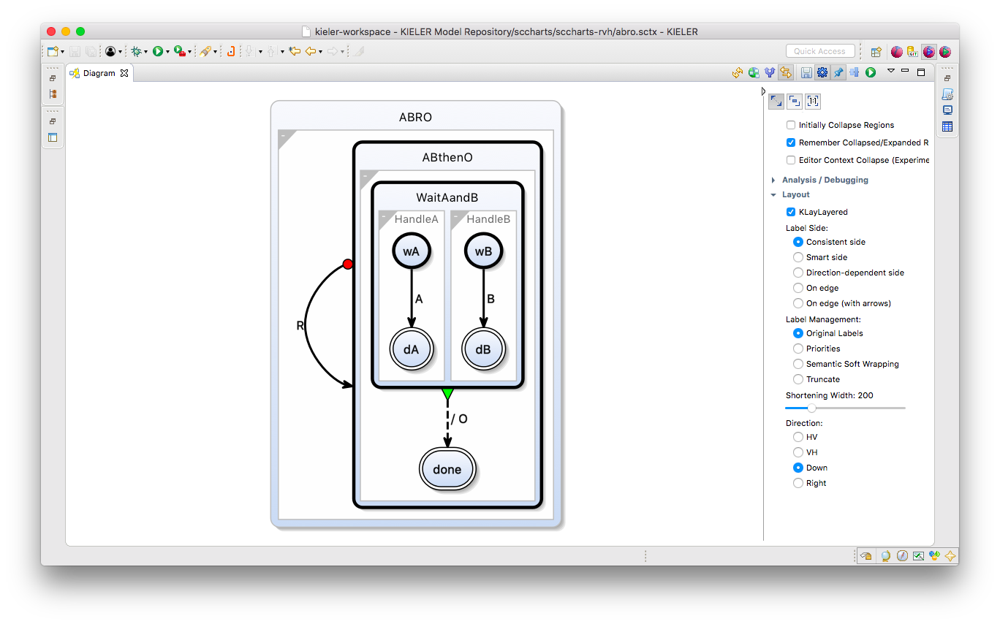 kieler-workspace - KIELER Model Repository/sccharts/sccharts-rvh/abro.sctx - KIELER
Quick Access
GIT
Diagram
ABRO
ABthenO
WaitAandB
HandleA
HandleB
wA
wB
A
B
R
dA
dB
/ O
done
[1:1]
Initially Collapse Regions
Remember Collapsed/Expanded R
Editor Context Collapse (Experime
Analysis / Debugging
Layout
KLayLayered
Label Side:
Consistent side
Smart side
Direction-dependent side
On edge
On edge (with arrows)
Label Management:
Original Labels
Priorities
Semantic Soft Wrapping
Truncate
Shortening Width: 200
Direction:
HV
VH
Down
Right